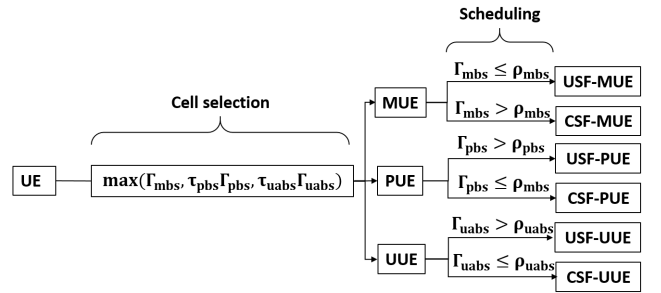 Scheduling
Cell selection
UE
max(Γmbs, τpbsΓpbs, τuabsΓuabs)
MUE
Γmbs ≤ ρmbs
USF-MUE
Γmbs > ρmbs
CSF-MUE
PUE
Γpbs > ρpbs
USF-PUE
Γpbs ≤ ρmbs
CSF-PUE
UUE
Γuabs > ρuabs
USF-UUE
Γuabs ≤ ρuabs
CSF-UUE